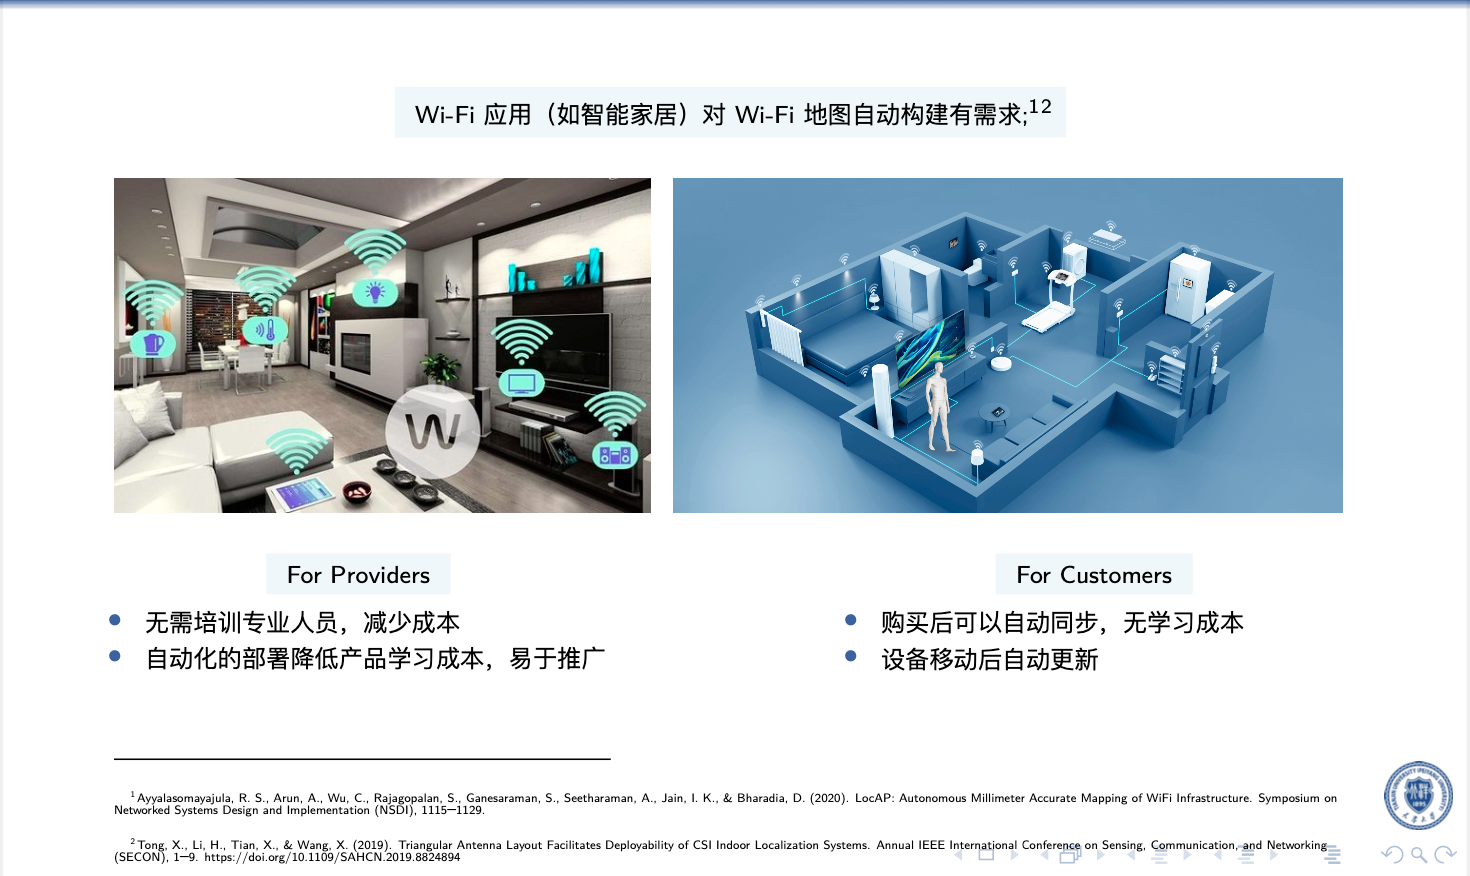 Wi-Fi 应用（如智能家居）对 Wi-Fi 地图自动构建有需求;12
W
For Providers
无需培训专业人员，减少成本
自动化的部署降低产品学习成本，易于推广
For Customers
购买后可以自动同步，无学习成本
设备移动后自动更新
1 Ayyalasomayajula, R. S., Arun, A., Wu, C., Rajagopalan, S., Ganesaraman, S., Seetharaman, A., Jain, I. K., & Bharadia, D. (2020). LocAP: Autonomous Millimeter Accurate Mapping of WiFi Infrastructure. Symposium on
Networked Systems Design and Implementation (NSDI), 1115–1129.
2 Tong, X., Li, H., Tian, X., & Wang, X. (2019). Triangular Antenna Layout Facilitates Deployability of CSI Indoor Localization Systems. Annual IEEE International Conference on Sensing, Communication, and Networking
(SECON), 1–9. https://doi.org/10.1109/SAHCN.2019.8824894